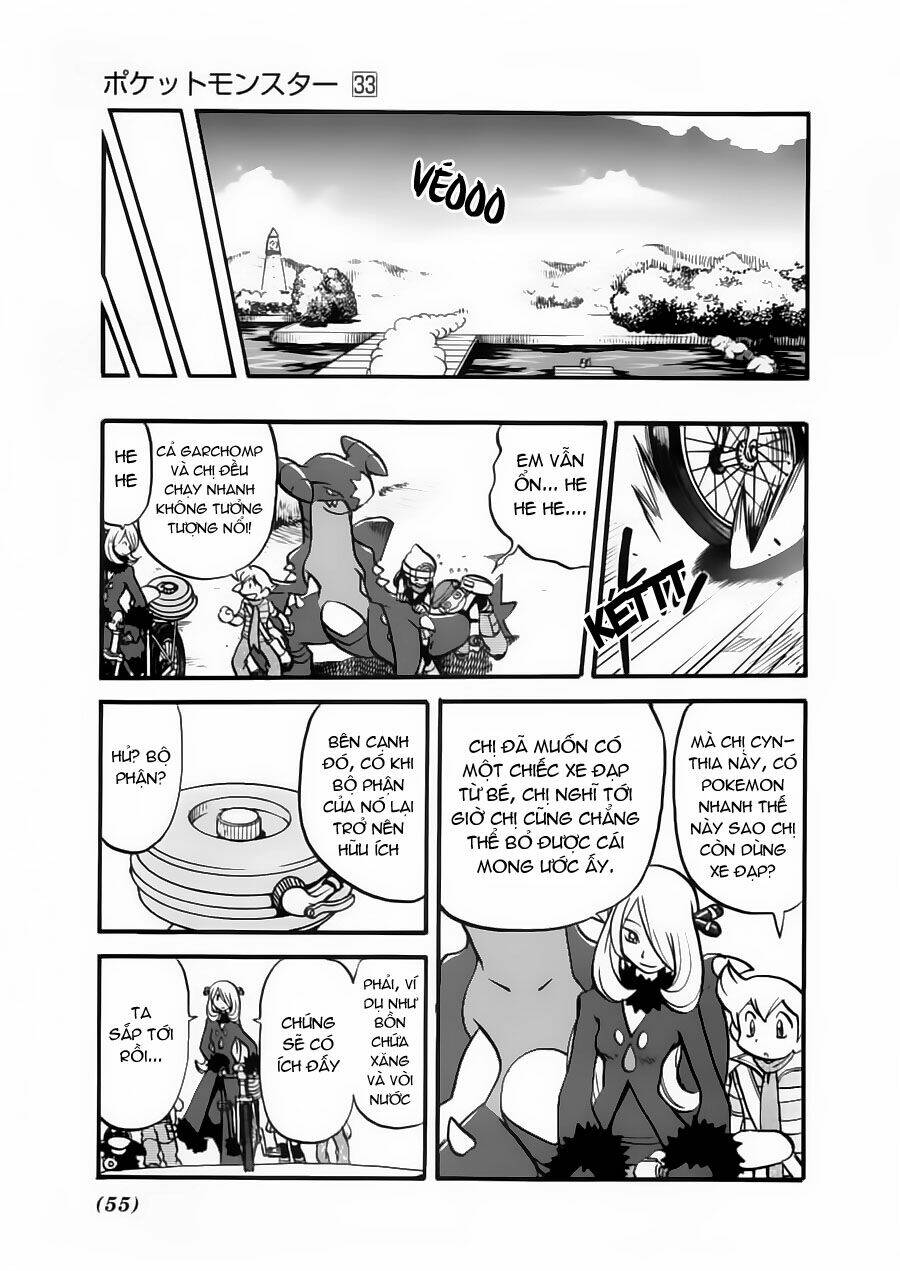 ポケットモンスター 33
VÉOOO
KÉTTT
EM VẪN
ỔN... HE
HE HE....
CẢ GARCHOMP
VÀ CHỊ ĐỀU
CHẠY NHANH
KHÔNG TƯỞNG
TƯỢNG NỔI!
HE
HE
MÀ CHỊ CYN-
THIA NÀY, CÓ
POKEMON
NHANH THẾ
NÀY SAO CHỊ
CÒN DÙNG
XE ĐẠP?
CHỊ ĐÃ MUỐN CÓ
MỘT CHIẾC XE ĐẠP
TỪ BÉ, CHỊ NGHĨ TỚI
GIỜ CHỊ CŨNG CHẲNG
THỂ BỎ ĐƯỢC CÁI
MONG ƯỚC ẤY.
BÊN CẠNH
ĐÓ, CÓ KHI
BỘ PHẬN
CỦA NÓ LẠI
TRỞ NÊN
HỮU ÍCH
HỬ? BỘ
PHẬN?
PHẢI, VÍ
DỤ NHƯ
BỒN
CHỨA
XĂNG
VÀ VÒI
NƯỚC
CHÚNG
SẼ CÓ
ÍCH ĐẤY
TA
SẮP TỚI
RỒI...
(55)